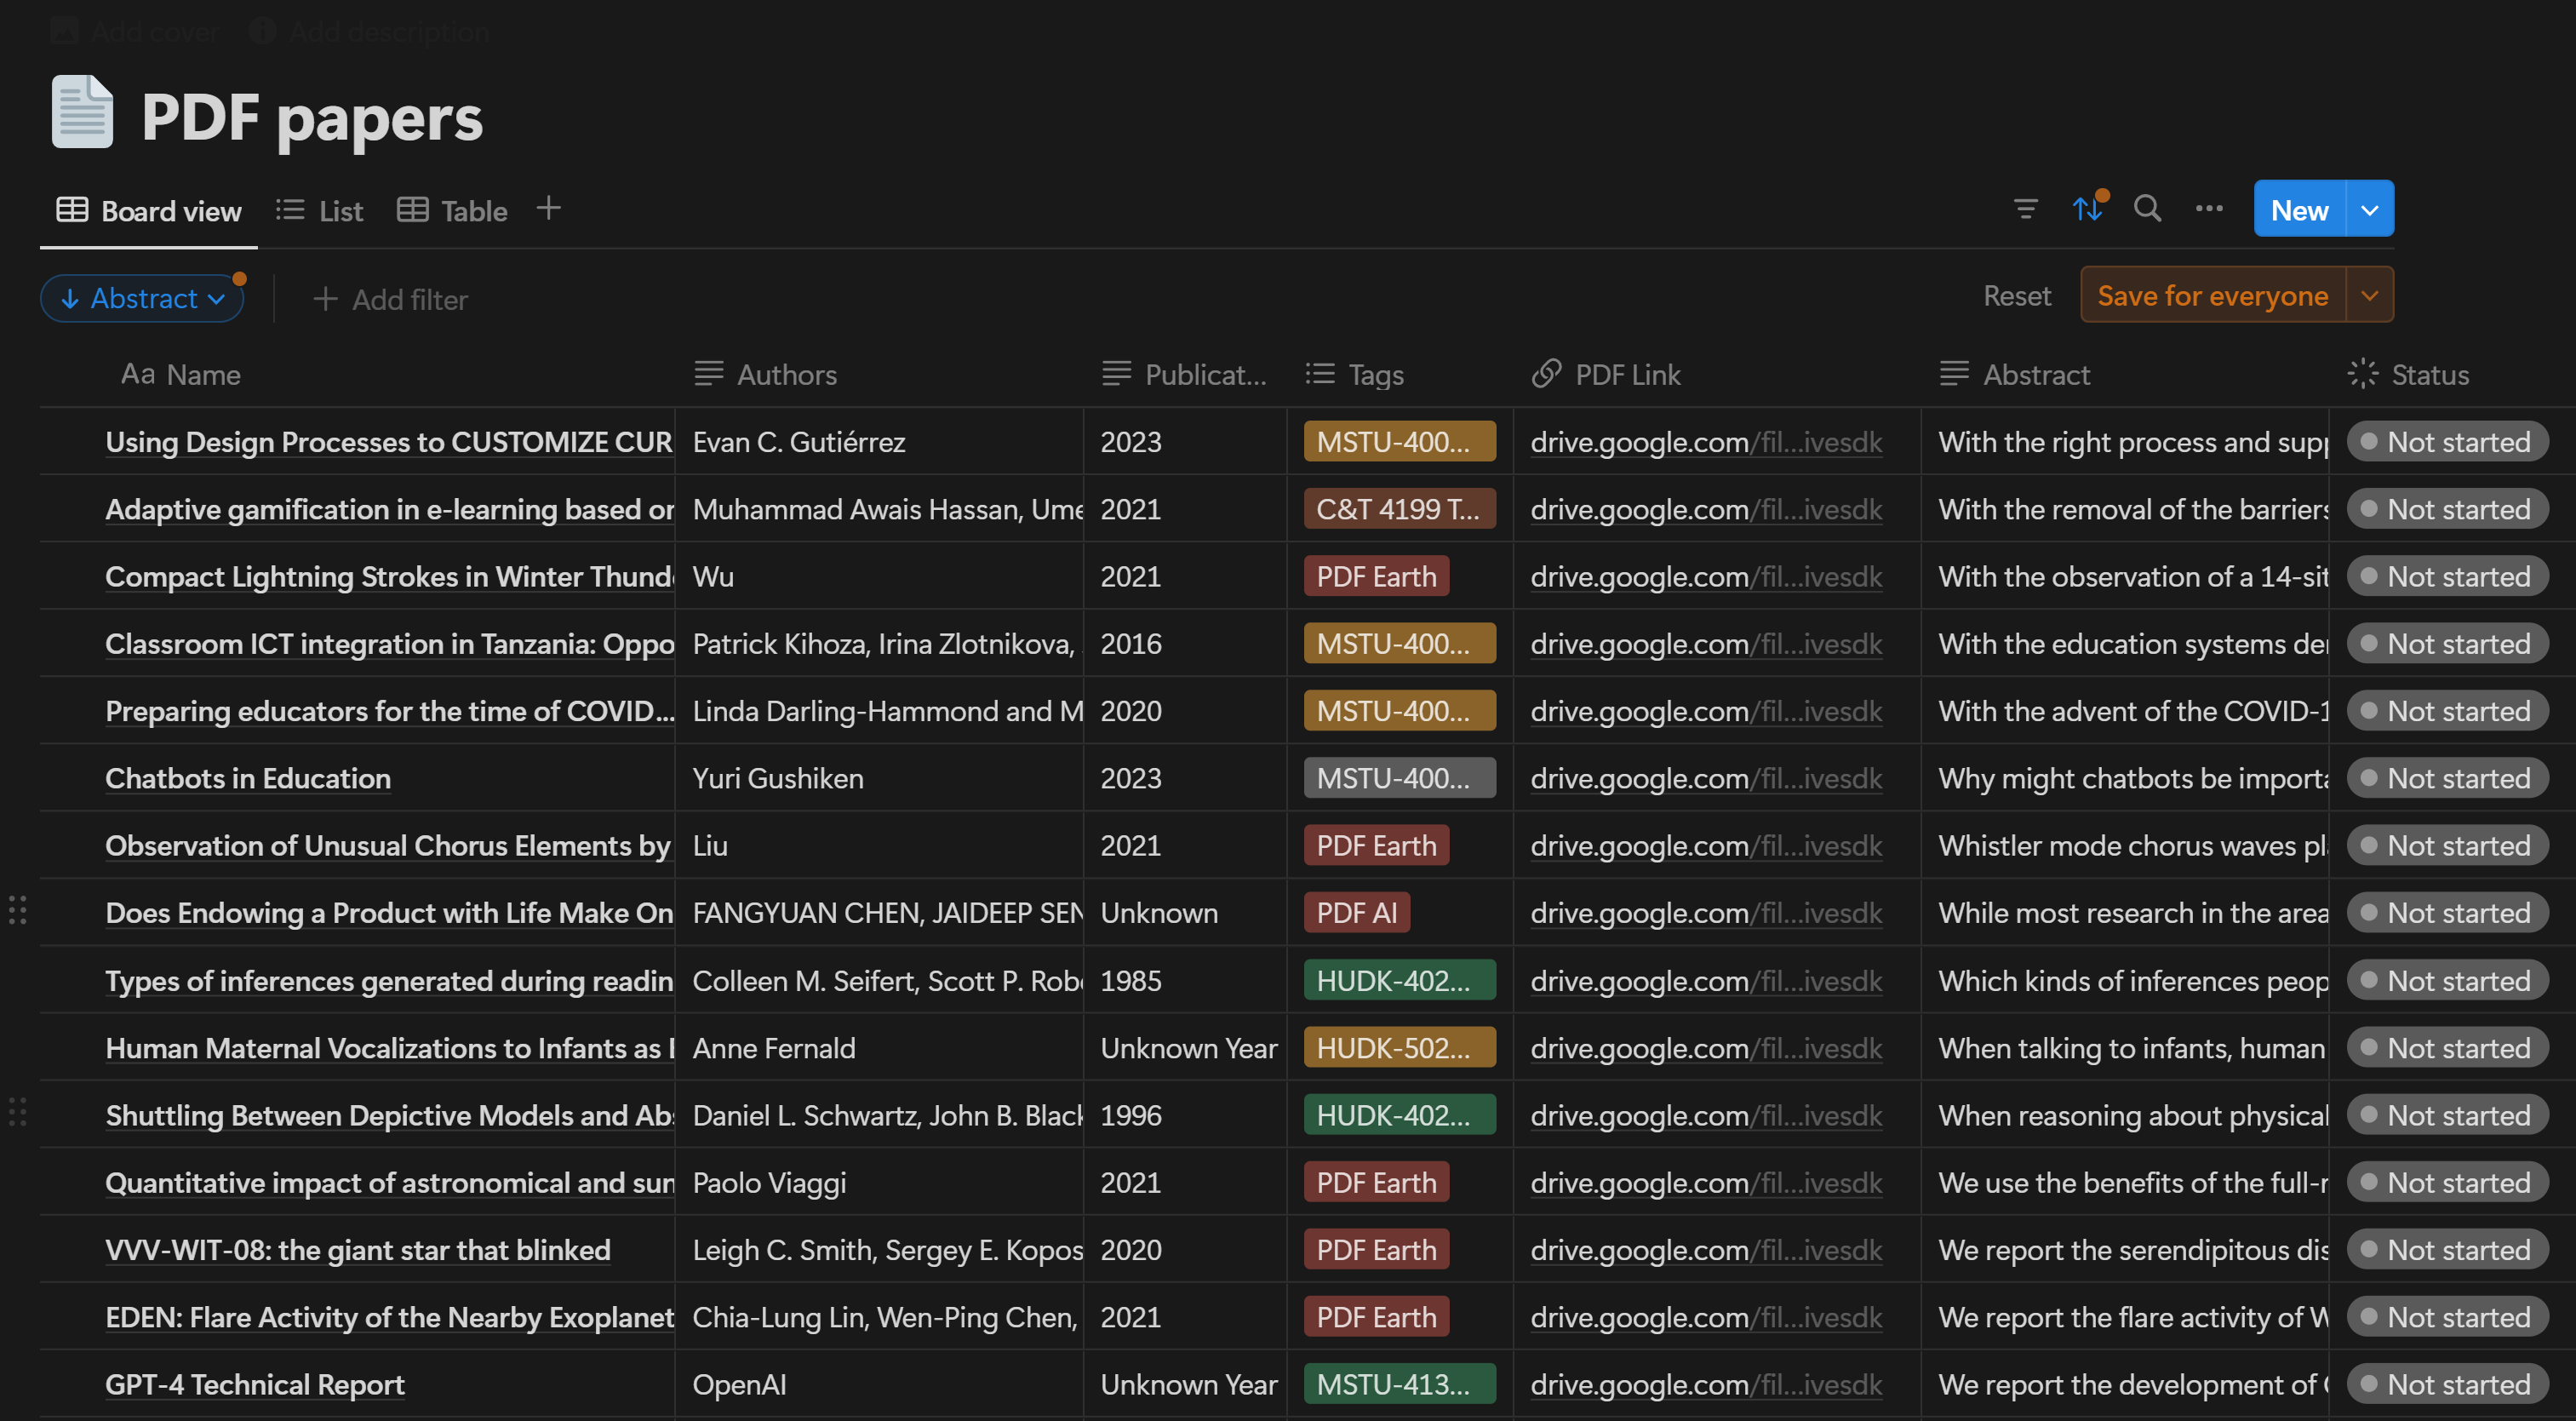 Add cover Add description
PDF papers
Board view List Table New
Abstract Add filter Reset Save for everyone
Aa Name Authors Publicat... Tags PDF Link Abstract Status
Using Design Processes to CUSTOMIZE CUR Evan C. Gutiérrez 2023 MSTU-400... drive.google.com/fil...ivesdk With the right process and supp Not started
Adaptive gamification in e-learning based on Muhammad Awais Hassan, Ume 2021 C&T 4199 T... drive.google.com/fil...ivesdk With the removal of the barriers Not started
Compact Lightning Strokes in Winter Thunde Wu 2021 PDF Earth drive.google.com/fil...ivesdk With the observation of a 14-sit Not started
Classroom ICT integration in Tanzania: Oppo Patrick Kihoza, Irina Zlotnikova, 2016 MSTU-400... drive.google.com/fil...ivesdk With the education systems der Not started
Preparing educators for the time of COVID... Linda Darling-Hammond and M 2020 MSTU-400... drive.google.com/fil...ivesdk With the advent of the COVID-1 Not started
Chatbots in Education Yuri Gushiken 2023 MSTU-400... drive.google.com/fil...ivesdk Why might chatbots be importa Not started
Observation of Unusual Chorus Elements by Liu 2021 PDF Earth drive.google.com/fil...ivesdk Whistler mode chorus waves pla Not started
Does Endowing a Product with Life Make On FANGYUAN CHEN, JAIDEEP SEN Unknown PDF AI drive.google.com/fil...ivesdk While most research in the area Not started
Types of inferences generated during readin Colleen M. Seifert, Scott P. Robe 1985 HUDK-402... drive.google.com/fil...ivesdk Which kinds of inferences peop Not started
Human Maternal Vocalizations to Infants as Anne Fernald Unknown Year HUDK-502... drive.google.com/fil...ivesdk When talking to infants, human Not started
Shuttling Between Depictive Models and Abs Daniel L. Schwartz, John B. Black 1996 HUDK-402... drive.google.com/fil...ivesdk When reasoning about physical Not started
Quantitative impact of astronomical and sun Paolo Viaggi 2021 PDF Earth drive.google.com/fil...ivesdk We use the benefits of the full-r Not started
VVV-WIT-08: the giant star that blinked Leigh C. Smith, Sergey E. Kopos 2020 PDF Earth drive.google.com/fil...ivesdk We report the serendipitous dis Not started
EDEN: Flare Activity of the Nearby Exoplanet Chia-Lung Lin, Wen-Ping Chen, 2021 PDF Earth drive.google.com/fil...ivesdk We report the flare activity of W Not started
GPT-4 Technical Report OpenAI Unknown Year MSTU-413... drive.google.com/fil...ivesdk We report the development of Not started